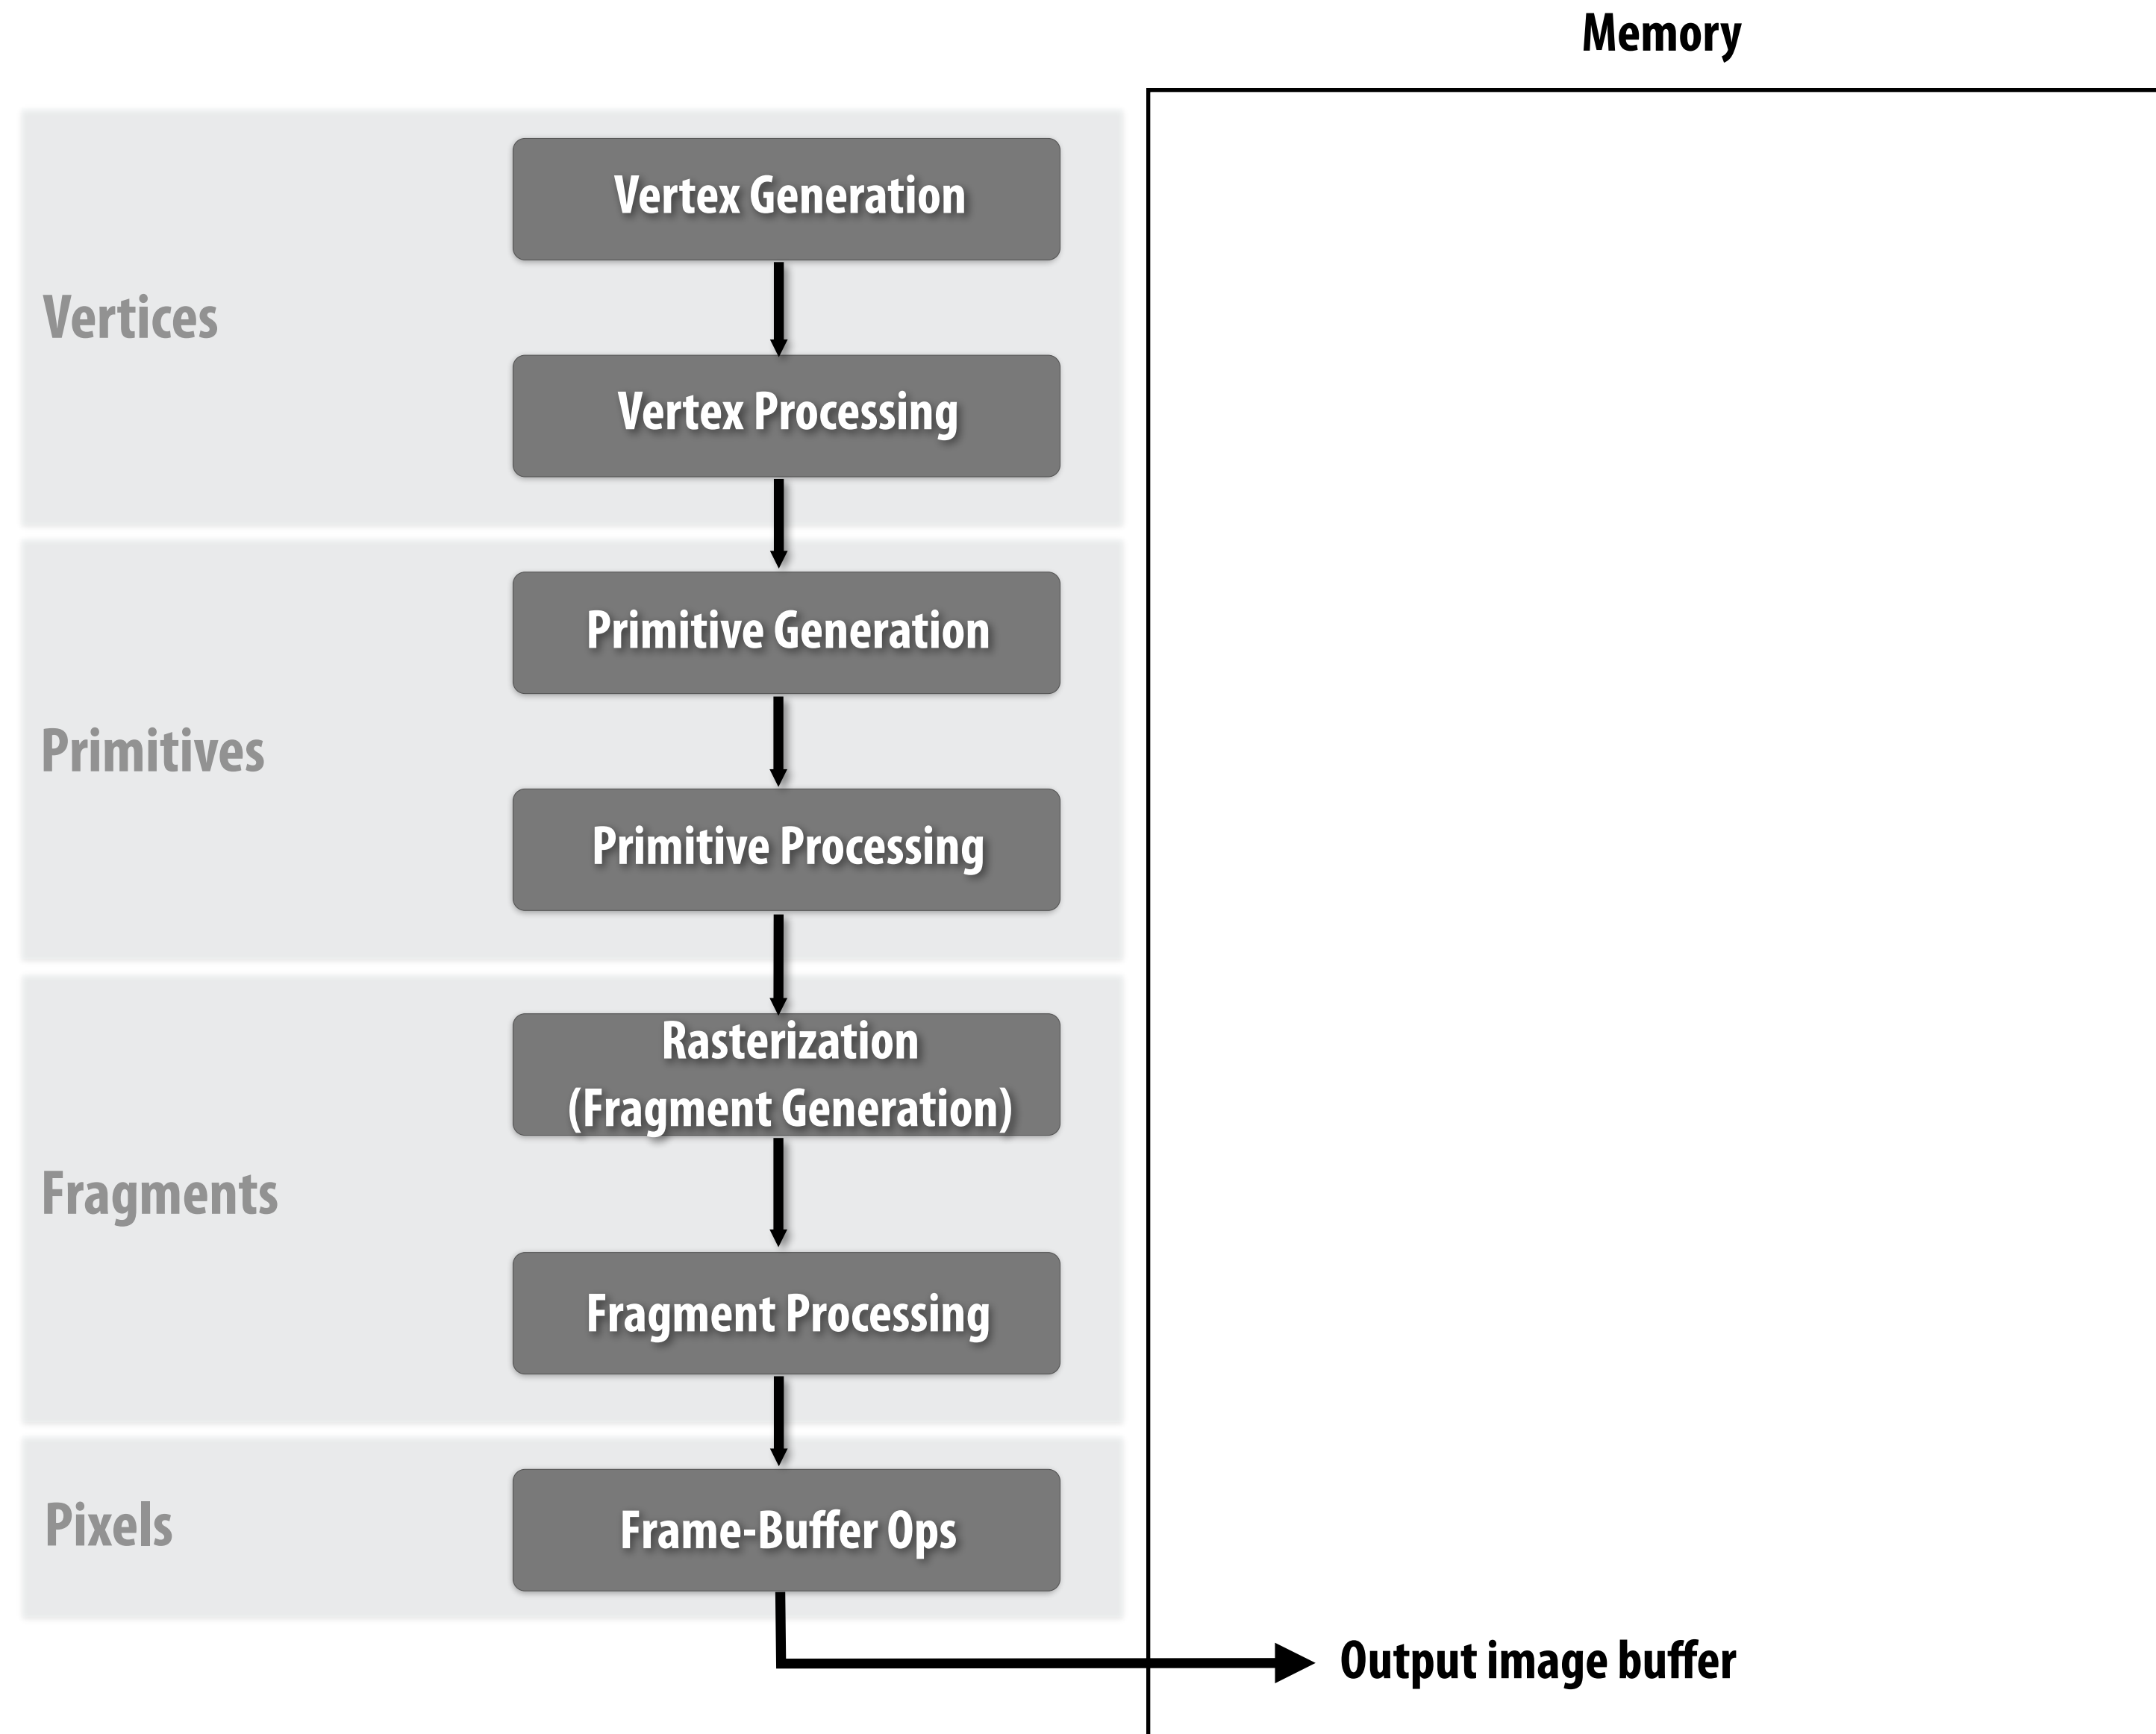 Memory
Vertices
Vertex Generation
Vertex Processing
Primitives
Primitive Generation
Primitive Processing
Fragments
Rasterization
(Fragment Generation)
Fragment Processing
Pixels
Frame-Buffer Ops
Output image buffer